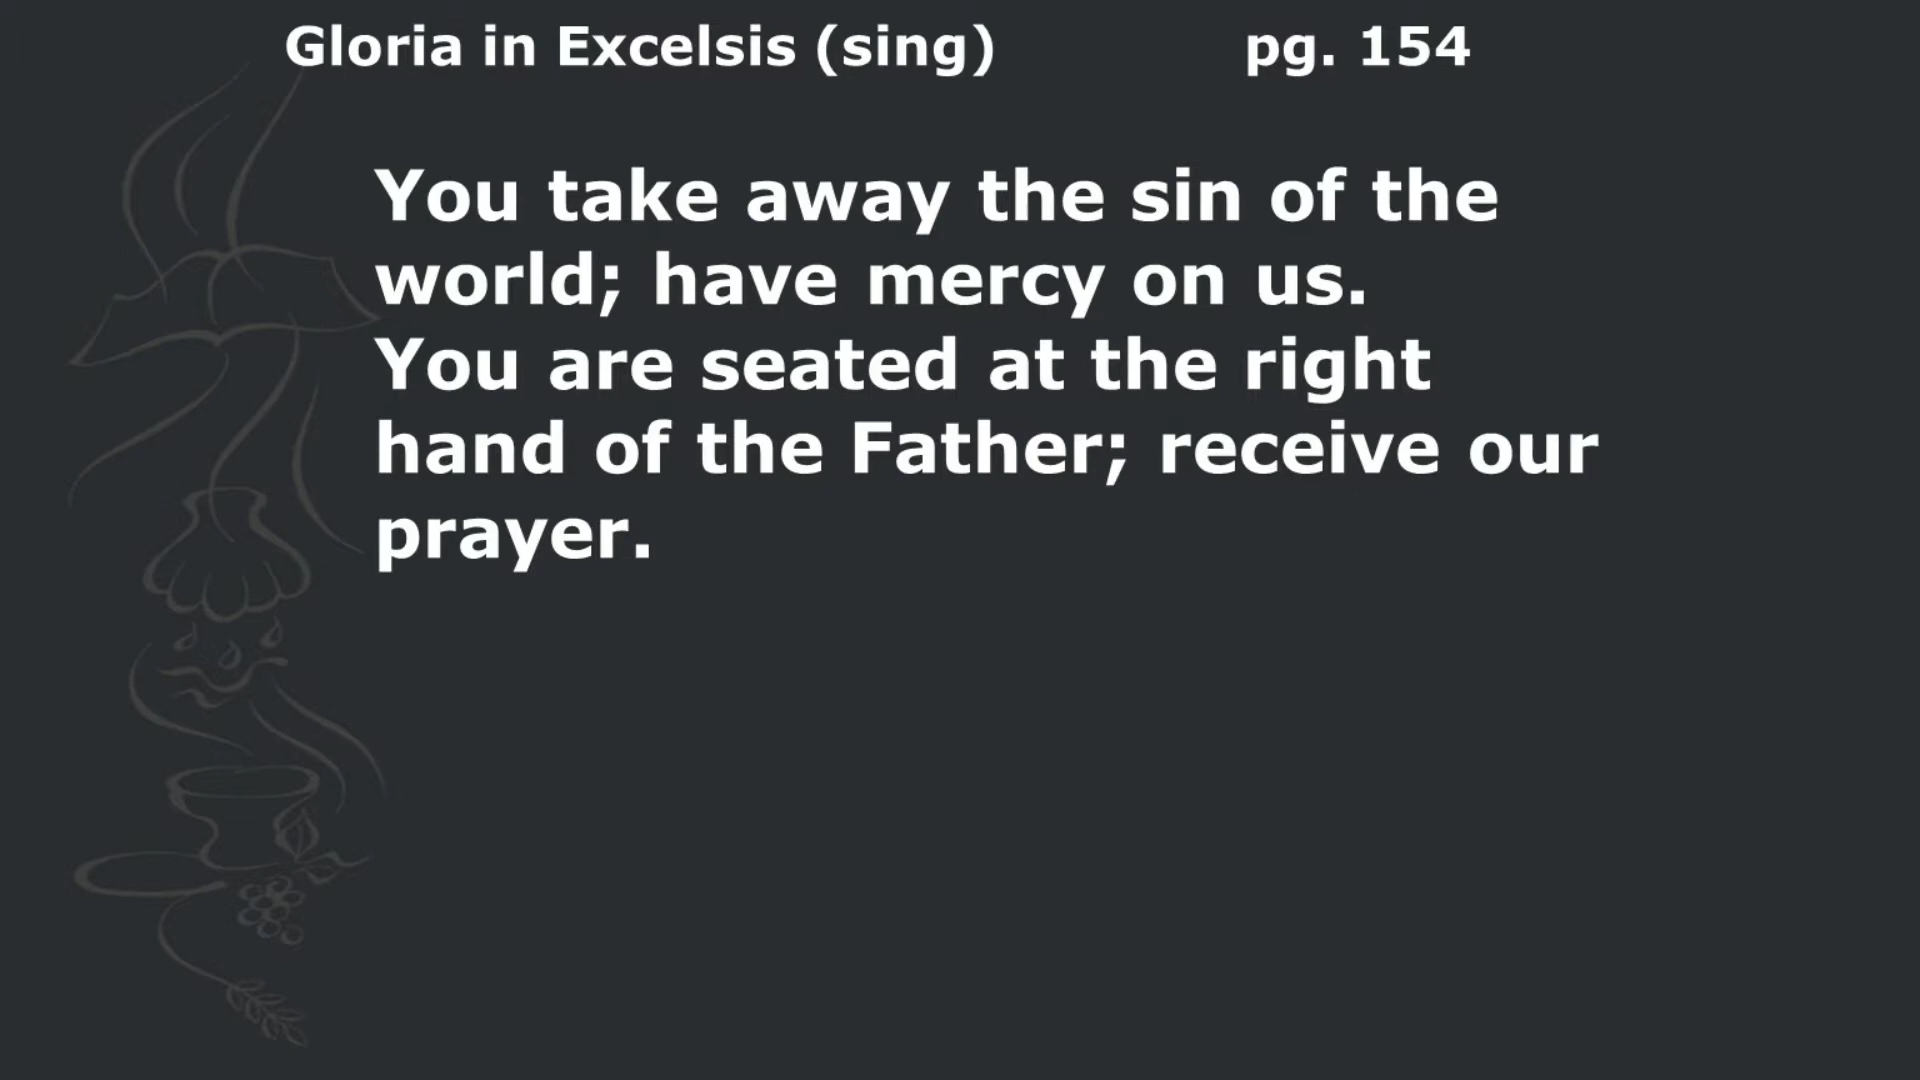 Gloria in Excelsis (sing) pg. 154
You take away the sin of the
world; have mercy on us.
You are seated at the right
hand of the Father; receive our
prayer.